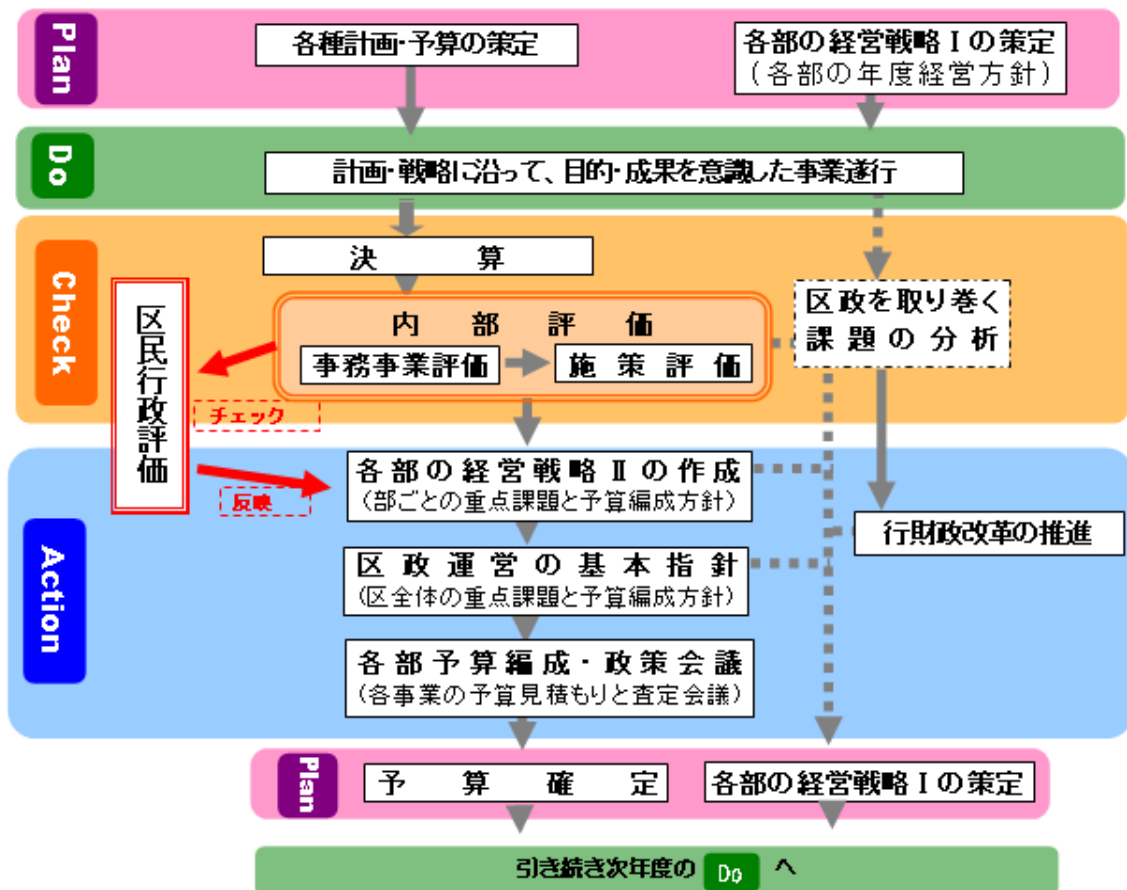 Plan
各種計画・予算の策定
各部の経営戦略Ⅰの策定
(各部の年度経営方針)
Do
計画・戦略に沿って、目的・成果を意識した事業遂行
Check
決算
内部評価
事務事業評価
施策評価
区政を取り巻く
課題の分析
区民行政評価
チェック
反映
Action
各部の経営戦略Ⅱの作成
(部ごとの重点課題と予算編成方針)
行財政改革の推進
区政運営の基本指針
(区全体の重点課題と予算編成方針)
各部予算編成・政策会議
(各事業の予算見積もりと査定会議)
Plan
予算確定
各部の経営戦略Ⅰの策定
引き続き次年度の Do へ